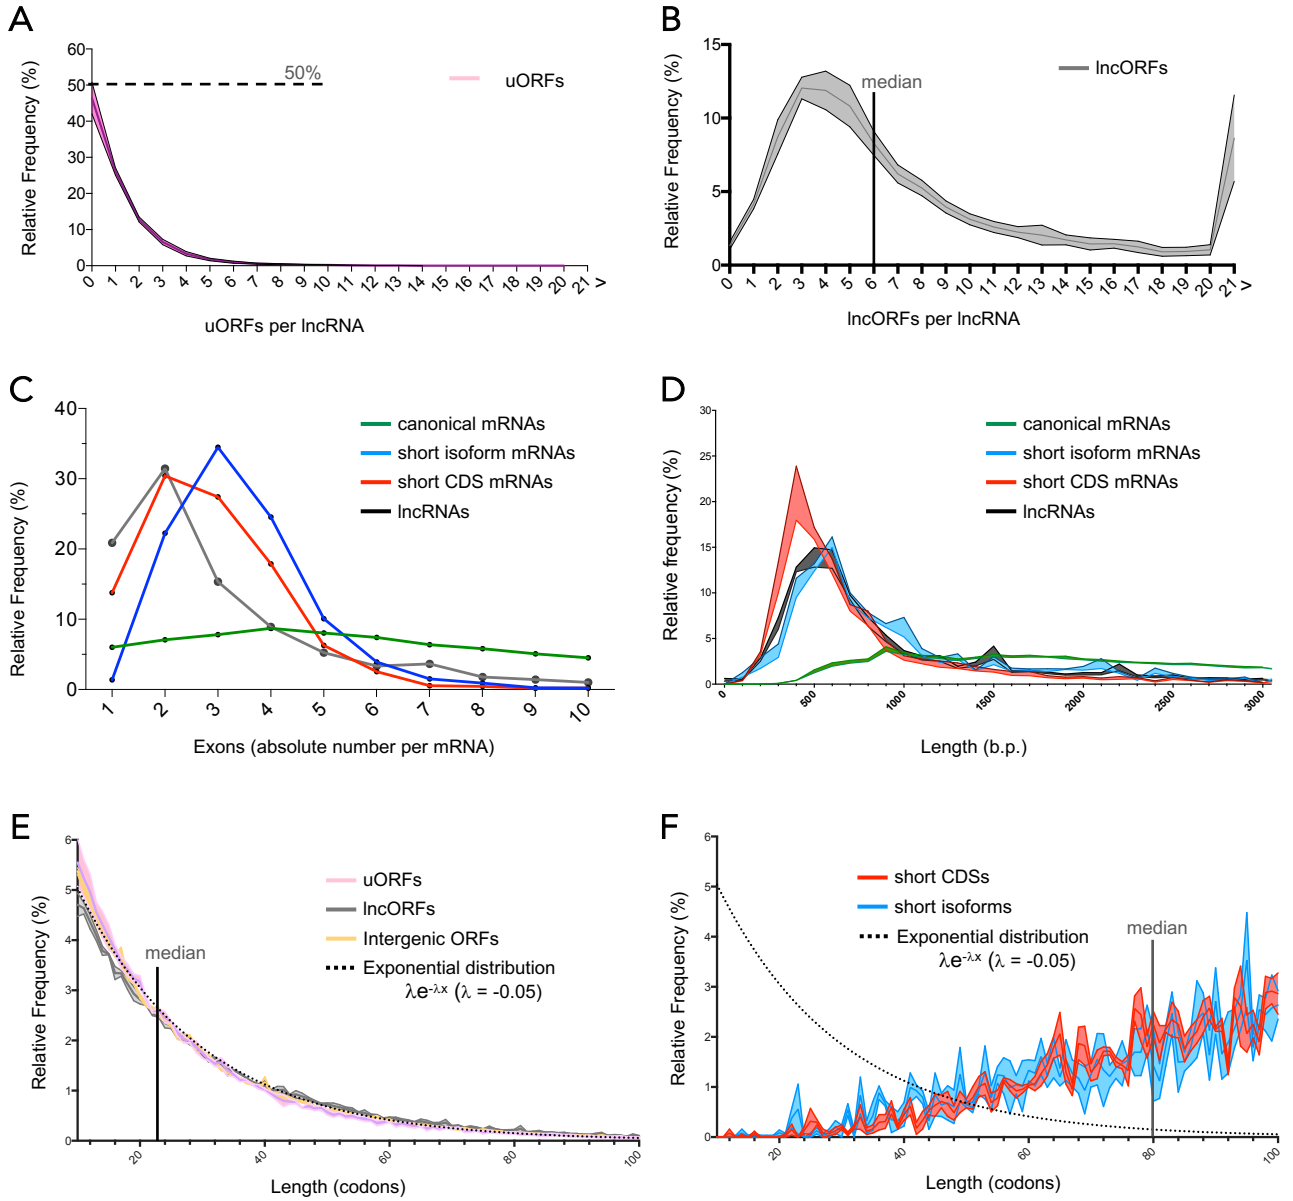 A
Relative Frequency (%)
60
50
40
30
20
10
0
50%
uORFs
0 1 2 3 4 5 6 7 8 9 10 11 12 13 14 15 16 17 18 19 20 21 >
uORFs per lncRNA
B
Relative Frequency (%)
15
10
5
0
median
lncORFs
0 1 2 3 4 5 6 7 8 9 10 11 12 13 14 15 16 17 18 19 20 21 >
lncORFs per lncRNA
C
Relative Frequency (%)
40
30
20
10
0
canonical mRNAs
short isoform mRNAs
short CDS mRNAs
lncRNAs
1 2 3 4 5 6 7 8 9 10
Exons (absolute number per mRNA)
D
Relative frequency (%)
30
25
20
15
10
5
0
canonical mRNAs
short isoform mRNAs
short CDS mRNAs
lncRNAs
0 500 1000 1500 2000 2500 3000
Length (b.p.)
E
Relative Frequency (%)
6
5
4
3
2
1
0
median
uORFs
lncORFs
Intergenic ORFs
Exponential distribution
λe-λx (λ = -0.05)
20 40 60 80 100
Length (codons)
F
Relative Frequency (%)
6
5
4
3
2
1
0
short CDSs
short isoforms
Exponential distribution
λe-λx (λ = -0.05)
median
20 40 60 80 100
Length (codons)